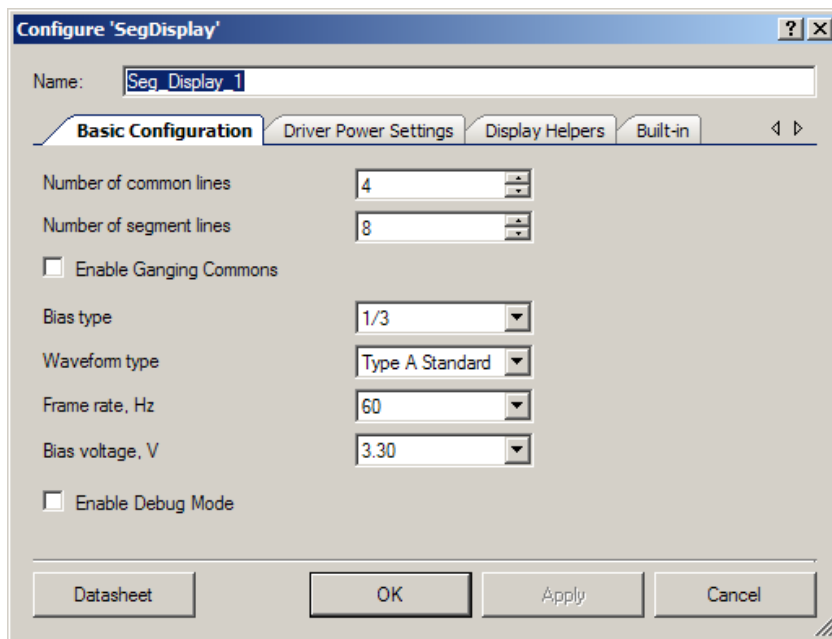 Configure 'SegDisplay'
Name: Seg_Display_1
Basic Configuration Driver Power Settings Display Helpers Built-in
Number of common lines 4
Number of segment lines 8
Enable Ganging Commons
Bias type 1/3
Waveform type Type A Standard
Frame rate, Hz 60
Bias voltage, V 3.30
Enable Debug Mode
Datasheet OK Apply Cancel